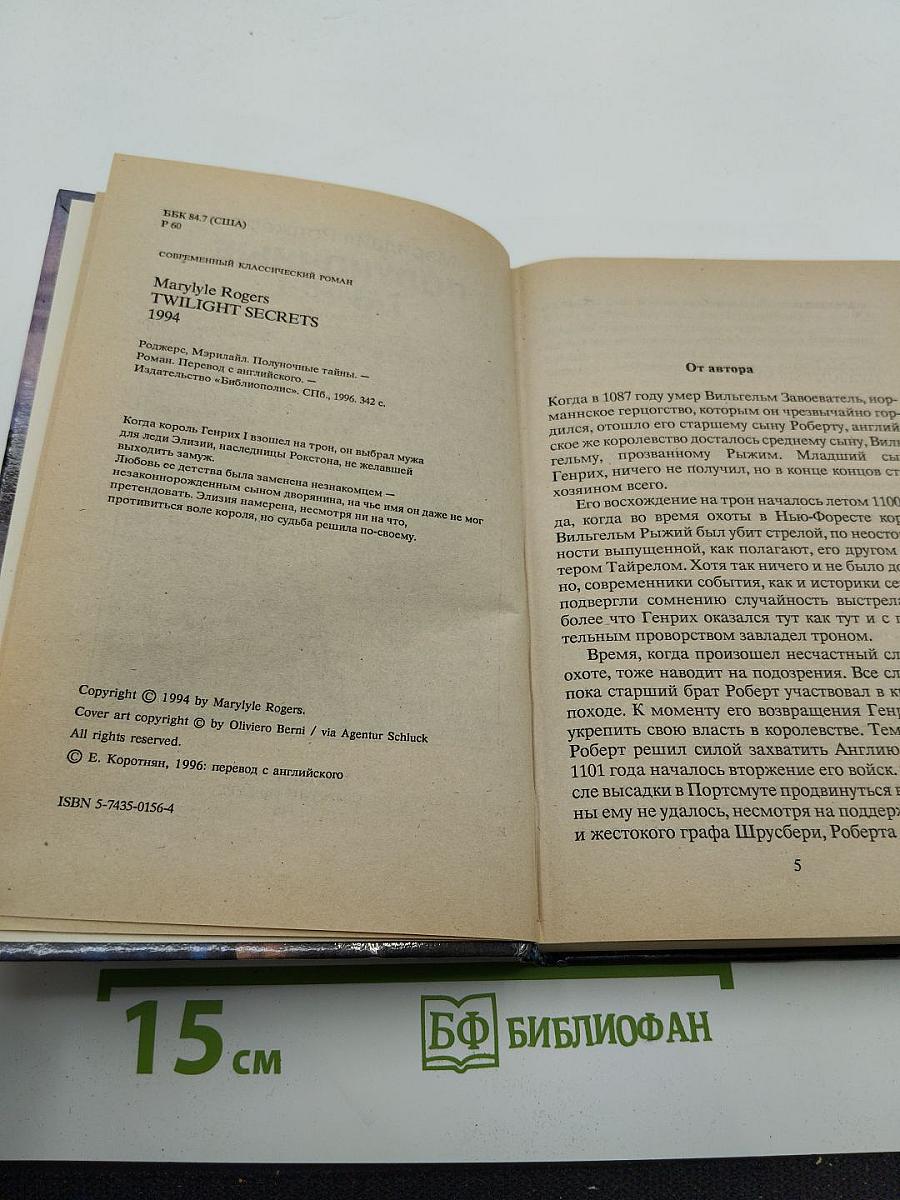 ББК 84.7 (США)
Р 60
СОВРЕМЕННЫЙ КЛАССИЧЕСКИЙ РОМАН
Marylyle Rogers
TWILIGHT SECRETS
1994
Роджерс, Мэрилайл. Полуночные тайны. —
Роман. Перевод с английского. —
Издательство «Библиополис». СПб., 1996. 342 с.
Когда король Генрих I взошел на трон, он выбрал мужа
для леди Элизии, наследницы Рокстона, не желавшей
выходить замуж.
Любовь ее детства была заменена незнакомцем —
незаконнорожденным сыном дворянина, на чье имя он даже не мог
претендовать. Элизия намерена, несмотря ни на что,
противиться воле короля, но судьба решила по-своему.
Copyright © 1994 by Marylyle Rogers.
Cover art copyright © by Oliviero Berni / via Agentur Schluck
All rights reserved.
© Е. Коротнян, 1996: перевод с английского
ISBN 5-7435-0156-4
От автора
Когда в 1087 году умер Вильгельм Завоеватель, нор-
маннское герцогство, которым он чрезвычайно гор-
дился, отошло его старшему сыну Роберту, англий
ское же королевство досталось среднему сыну, Виль
гельму, прозванному Рыжим. Младший сы
Генрих, ничего не получил, но в конце концов ст
хозяином всего.
Его восхождение на трон началось летом 1100
да, когда во время охоты в Нью-Форесте кор
Вильгельм Рыжий был убит стрелой, по неосто
ности выпущенной, как полагают, его другом
тером Тайрелом. Хотя так ничего и не было до
но, современники события, как и историки се
подвергли сомнению случайность выстрела
более что Генрих оказался тут как тут и с п
тельным проворством завладел троном.
Время, когда произошел несчастный сл
охоте, тоже наводит на подозрения. Все сл
пока старший брат Роберт участвовал в к
походе. К моменту его возвращения Генр
укрепить свою власть в королевстве. Тем
Роберт решил силой захватить Англию
1101 года началось вторжение его войск.
сле высадки в Портсмуте продвинуться в
ны ему не удалось, несмотря на поддерж
и жестокого графа Шрусбери, Роберта
5
15 см
БФ БИБЛИОФАН